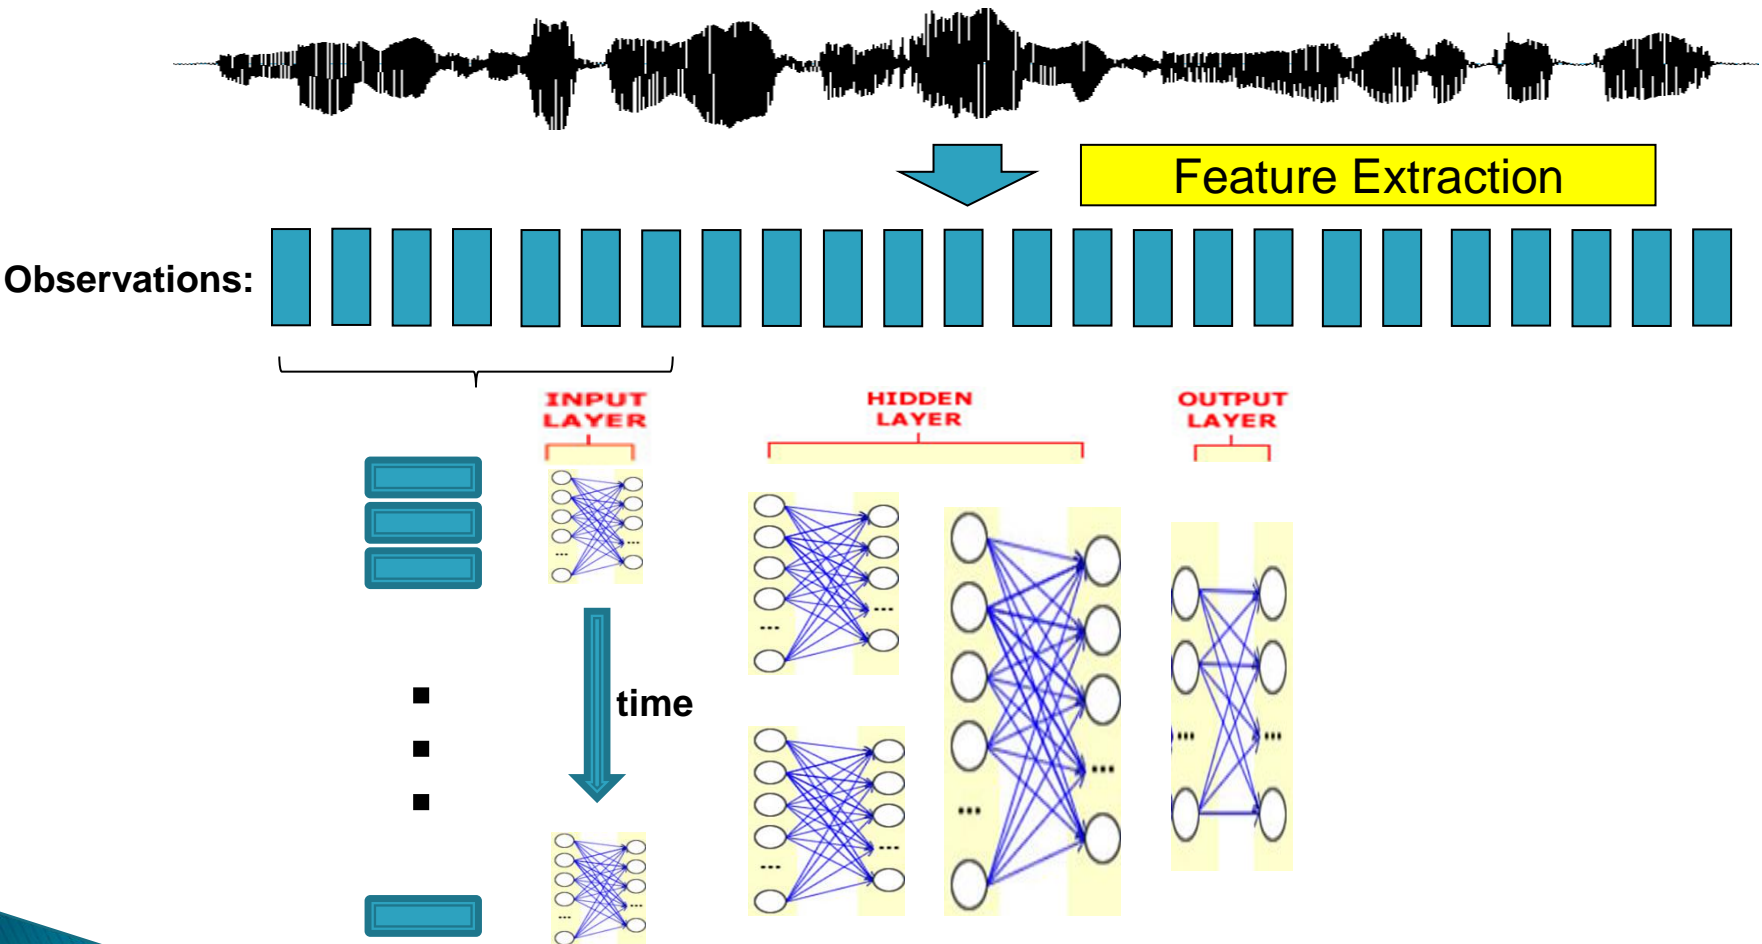 Feature Extraction
Observations:
INPUT
LAYER
HIDDEN
LAYER
OUTPUT
LAYER
...
...
...
...
...
...
time
...
...
...
...
...
...